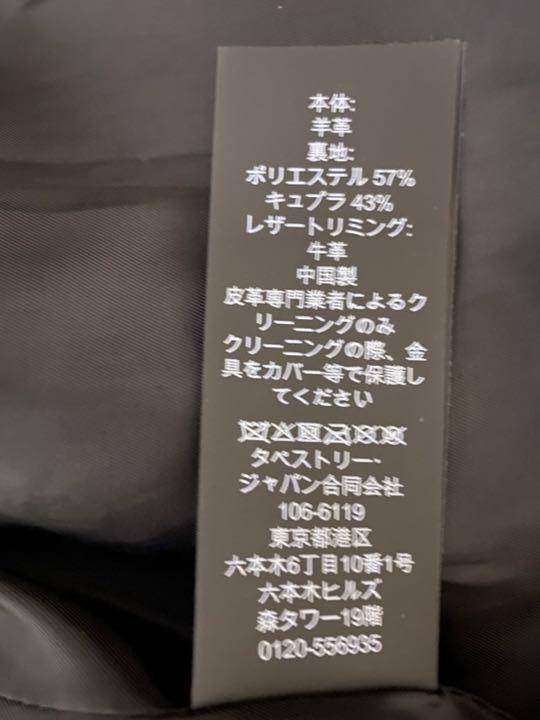 本体:
羊革
裏地:
ポリエステル 57%
キュプラ 43%
レザートリミング:
牛革
中国製
皮革専門業者によるク
リーニングのみ
クリーニングの際、金
具をカバー等で保護し
てください
タペストリー・
ジャパン合同会社
106-6119
東京都港区
六本木6丁目10番1号
六本木ヒルズ
森タワー19階
0120-556935